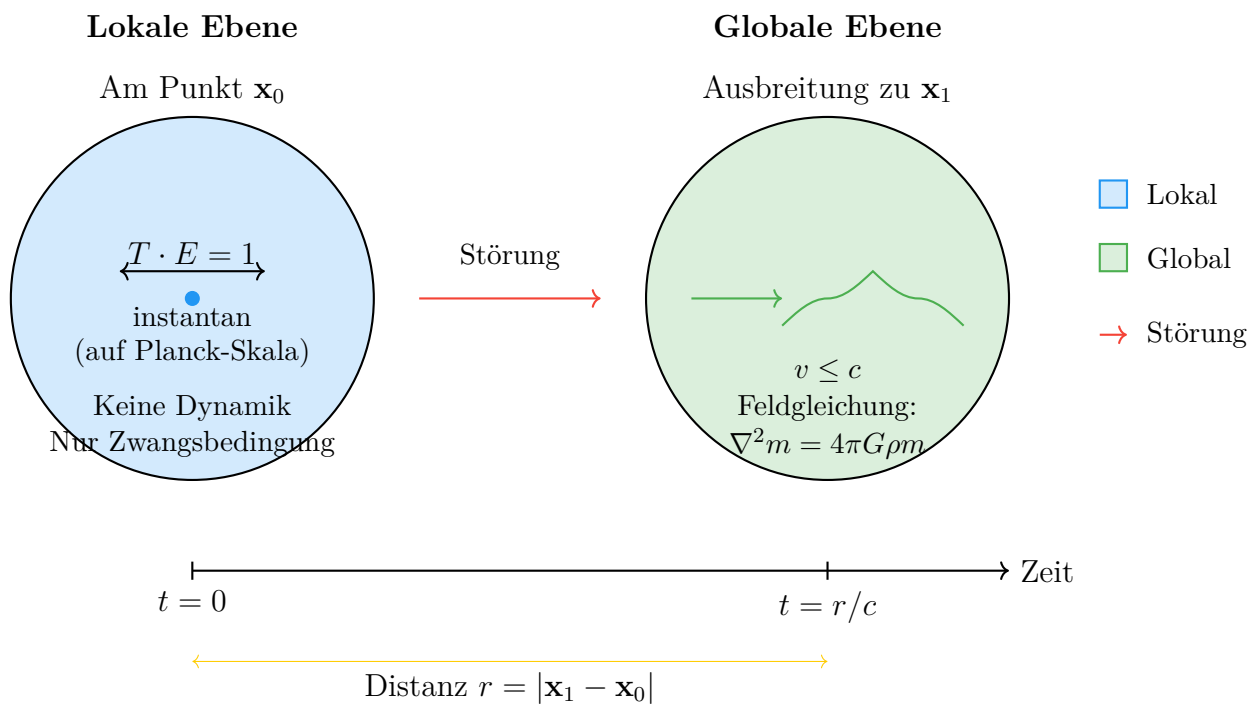 Lokale Ebene
Am Punkt x₀
T · E = 1
instantan
(auf Planck-Skala)
Keine Dynamik
Nur Zwangsbedingung
Störung
Globale Ebene
Ausbreitung zu x₁
v ≤ c
Feldgleichung:
∇²m = 4πGρm
Lokal
Global
Störung
Zeit
t = 0
t = r/c
Distanz r = |x₁ − x₀|